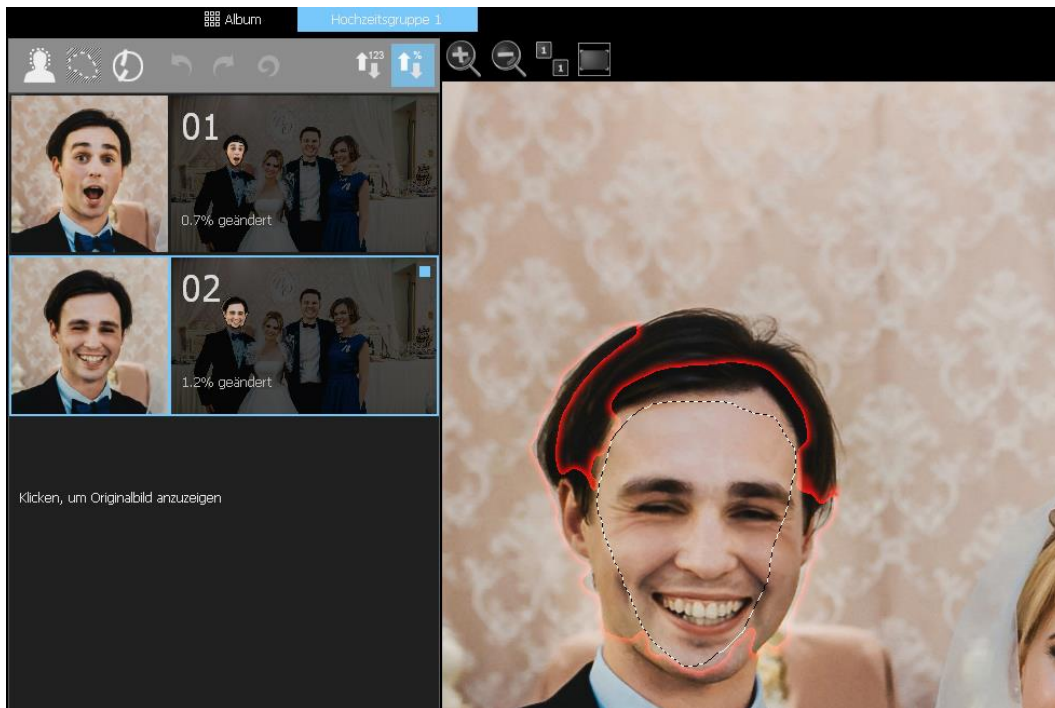 Album
Hochzeitsgruppe 1
123
%
1
1
01
0.7% geändert
02
1.2% geändert
Klicken, um Originalbild anzuzeigen